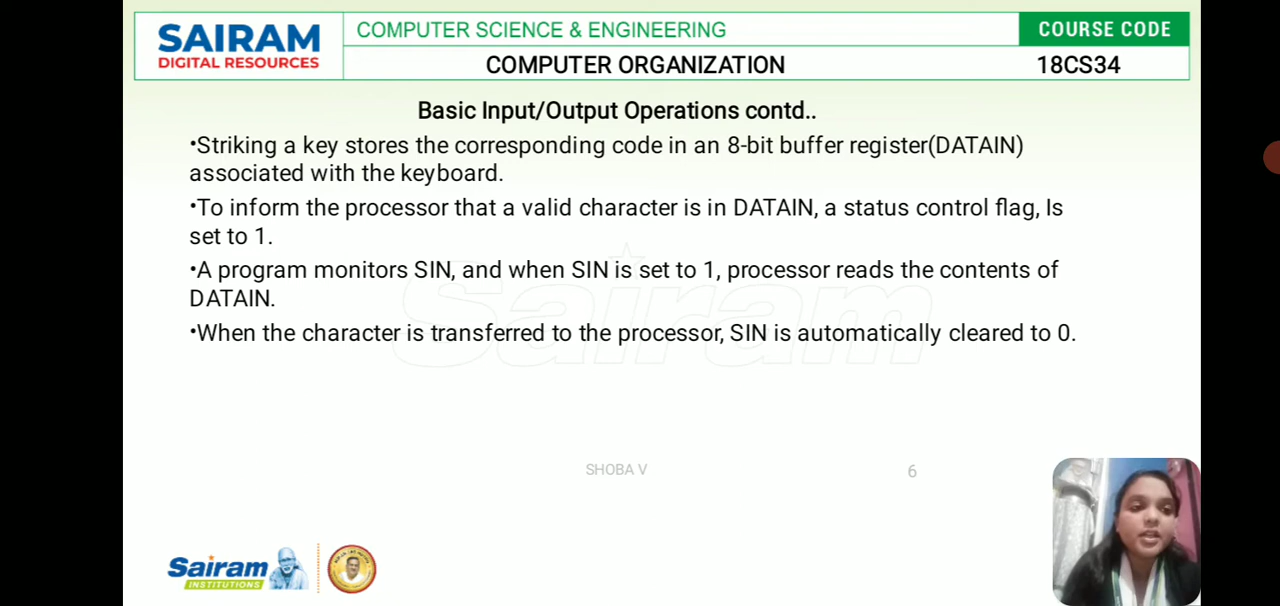 SAIRAM
DIGITAL RESOURCES
COMPUTER SCIENCE & ENGINEERING
COURSE CODE
COMPUTER ORGANIZATION
18CS34
Basic Input/Output Operations contd..
•Striking a key stores the corresponding code in an 8-bit buffer register(DATAIN)
associated with the keyboard.
•To inform the processor that a valid character is in DATAIN, a status control flag, Is
set to 1.
•A program monitors SIN, and when SIN is set to 1, processor reads the contents of
DATAIN.
•When the character is transferred to the processor, SIN is automatically cleared to 0.
Sairam
SHOBA V
6
Sairam
INSTITUTIONS